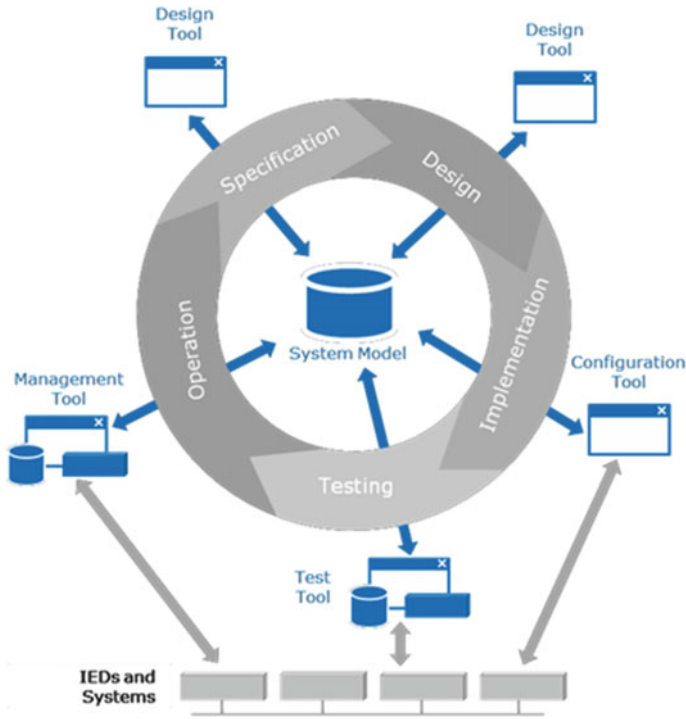 Design
Tool
Design
Tool
Specification
Design
Implementation
Testing
Operation
System Model
Management
Tool
Configuration
Tool
Test
Tool
IEDs and
Systems